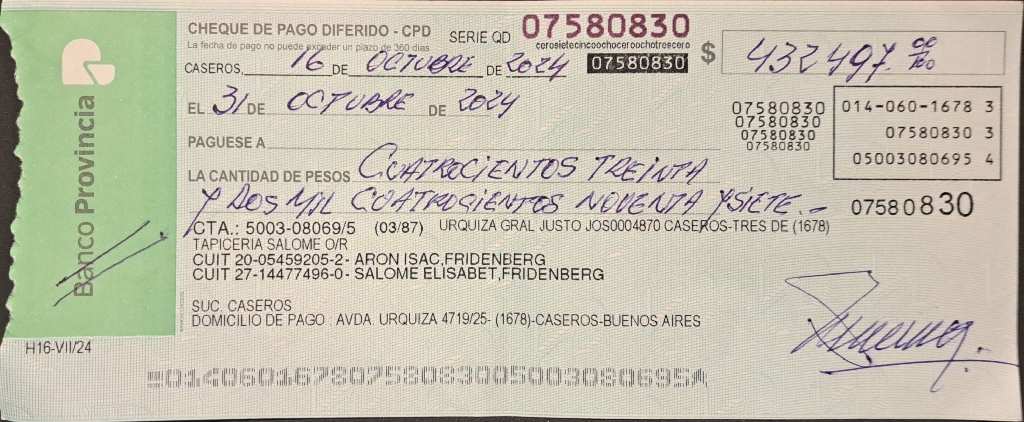 Banco Provincia
CHEQUE DE PAGO DIFERIDO - CPD SERIE QD 07580830
La fecha de pago no puede exceder un plazo de 360 días
cerosietecincoochoceroochotrescero
07580830
$ 432497.00/100
CASEROS, 16 DE OCTUBRE DE 2024
EL 31 DE OCTUBRE DE 2024
07580830
07580830
07580830
07580830
014-060-1678 3
07580830 3
05003080695 4
PAGUESE A
LA CANTIDAD DE PESOS CUATROCIENTOS TREINTA
Y DOS MIL CUATROCIENTOS NOVENTA Y SIETE.-
07580830
CTA.: 5003-08069/5 (03/87) URQUIZA GRAL JUSTO JOS0004870 CASEROS-TRES DE (1678)
TAPICERIA SALOME O/R
CUIT 20-05459205-2- ARON ISAC,FRIDENBERG
CUIT 27-14477496-0- SALOME ELISABET,FRIDENBERG
SUC. CASEROS
DOMICILIO DE PAGO : AVDA. URQUIZA 4719/25- (1678)-CASEROS-BUENOS AIRES
H16-VII/24